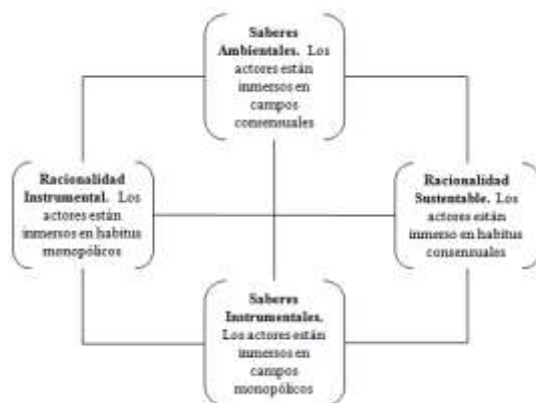 Saberes
Ambientales. Los
actores están
inmersos en
campos
consensuales
Racionalidad
Instrumental. Los
actores están
inmersos en habitus
monopólicos
Racionalidad
Sustentable. Los
actores están
inmerso en habitus
consensuales
Saberes
Instrumentales.
Los actores están
inmersos en
campos
monopólicos